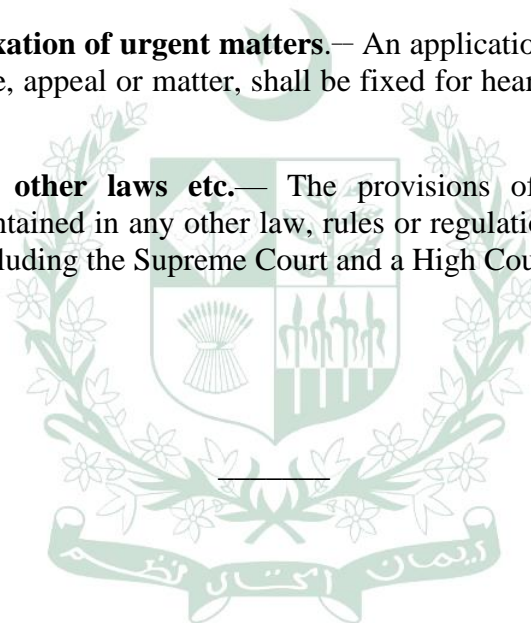 xation of urgent matters.— An applicatio
e, appeal or matter, shall be fixed for hear
other laws etc.— The provisions of
ntained in any other law, rules or regulatio
luding the Supreme Court and a High Cou
ایمان اتحاد نظم